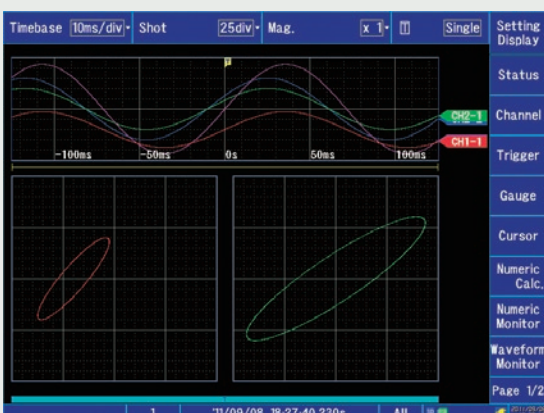 Timebase 10ms/div Shot 25div Mag. x 1 Single
Setting
Display
Status
Channel
Trigger
Gauge
Cursor
Numeric
Calc.
Numeric
Monitor
Waveform
Monitor
Page 1/2
T
CH2-1
CH1-1
-100ms -50ms 0s 50ms 100ms
1 '11/09/08 18:27:40.220s All